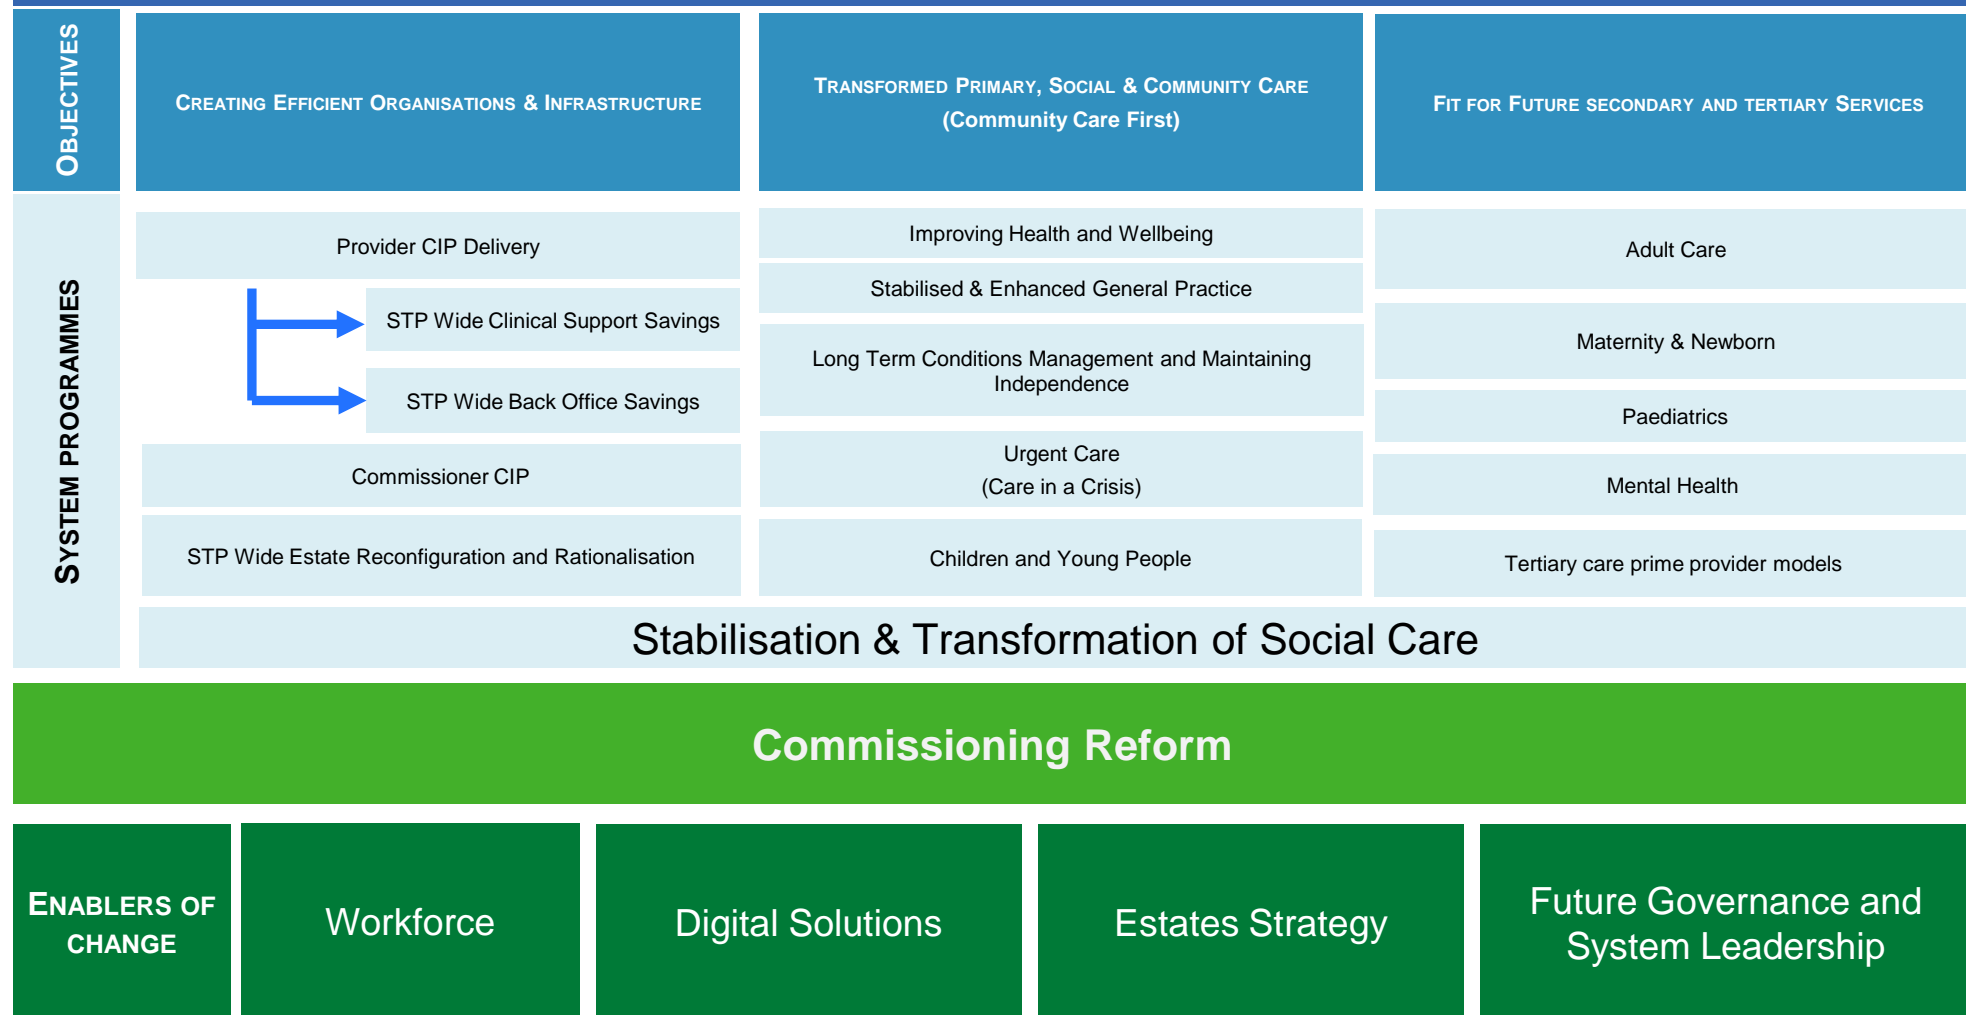 OBJECTIVES
CREATING EFFICIENT ORGANISATIONS & INFRASTRUCTURE
TRANSFORMED PRIMARY, SOCIAL & COMMUNITY CARE
(Community Care First)
FIT FOR FUTURE SECONDARY AND TERTIARY SERVICES
SYSTEM PROGRAMMES
Provider CIP Delivery
STP Wide Clinical Support Savings
STP Wide Back Office Savings
Commissioner CIP
STP Wide Estate Reconfiguration and Rationalisation
Improving Health and Wellbeing
Stabilised & Enhanced General Practice
Long Term Conditions Management and Maintaining
Independence
Urgent Care
(Care in a Crisis)
Children and Young People
Adult Care
Maternity & Newborn
Paediatrics
Mental Health
Tertiary care prime provider models
Stabilisation & Transformation of Social Care
Commissioning Reform
ENABLERS OF
CHANGE
Workforce
Digital Solutions
Estates Strategy
Future Governance and
System Leadership